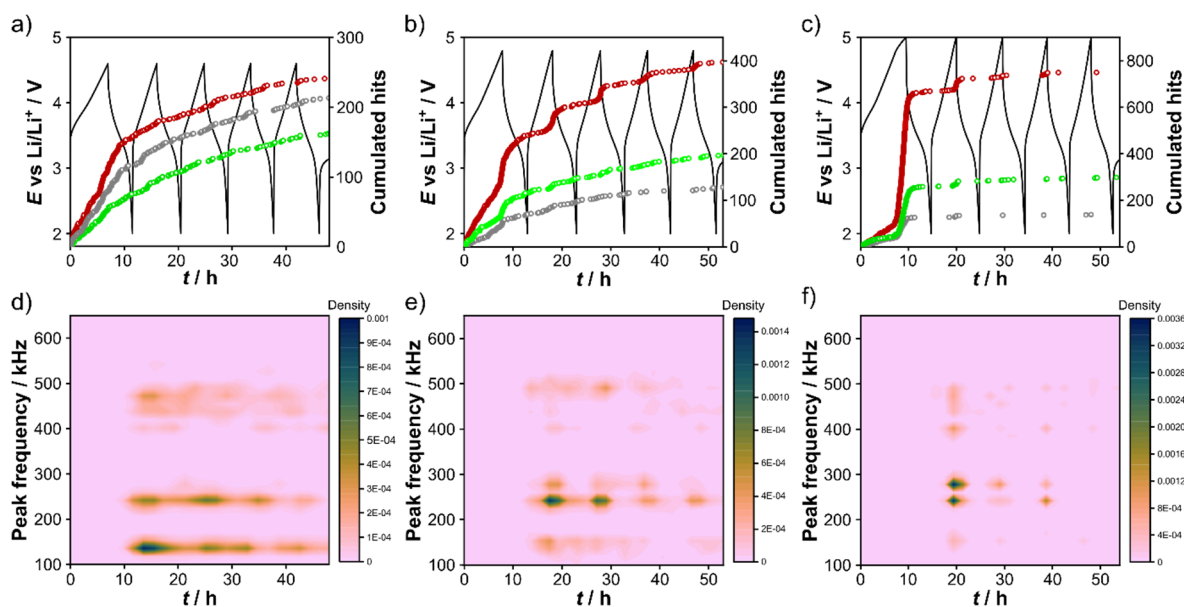 a)
E vs Li/Li⁺ / V
5
4
3
2
0 10 20 30 40
t / h
300
200
100
0
Cumulated hits
b)
E vs Li/Li⁺ / V
5
4
3
2
0 10 20 30 40 50
t / h
400
300
200
100
0
Cumulated hits
c)
E vs Li/Li⁺ / V
5
4
3
2
0 10 20 30 40 50
t / h
800
700
600
500
400
300
200
100
0
Cumulated hits
d)
Peak frequency / kHz
600
500
400
300
200
100
0 10 20 30 40
t / h
Density
0.001
9E-04
8E-04
7E-04
6E-04
5E-04
4E-04
3E-04
2E-04
1E-04
0
e)
Peak frequency / kHz
600
500
400
300
200
100
0 10 20 30 40 50
t / h
Density
0.0014
0.0012
0.0010
8E-04
6E-04
4E-04
2E-04
0
f)
Peak frequency / kHz
600
500
400
300
200
100
0 10 20 30 40 50
t / h
Density
0.0036
0.0032
0.0028
0.0024
0.0020
0.0016
0.0012
8E-04
4E-04
0